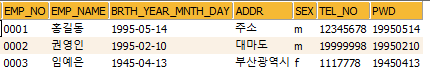 EMP_NO EMP_NAME BRTH_YEAR_MNTH_DAY ADDR SEX TEL_NO PWD
0001 홍길동 1995-05-14 주소 m 12345678 19950514
0002 권영인 1995-02-10 대마도 m 19999998 19950210
0003 임예은 1945-04-13 부산광역시 f 1117778 19450413